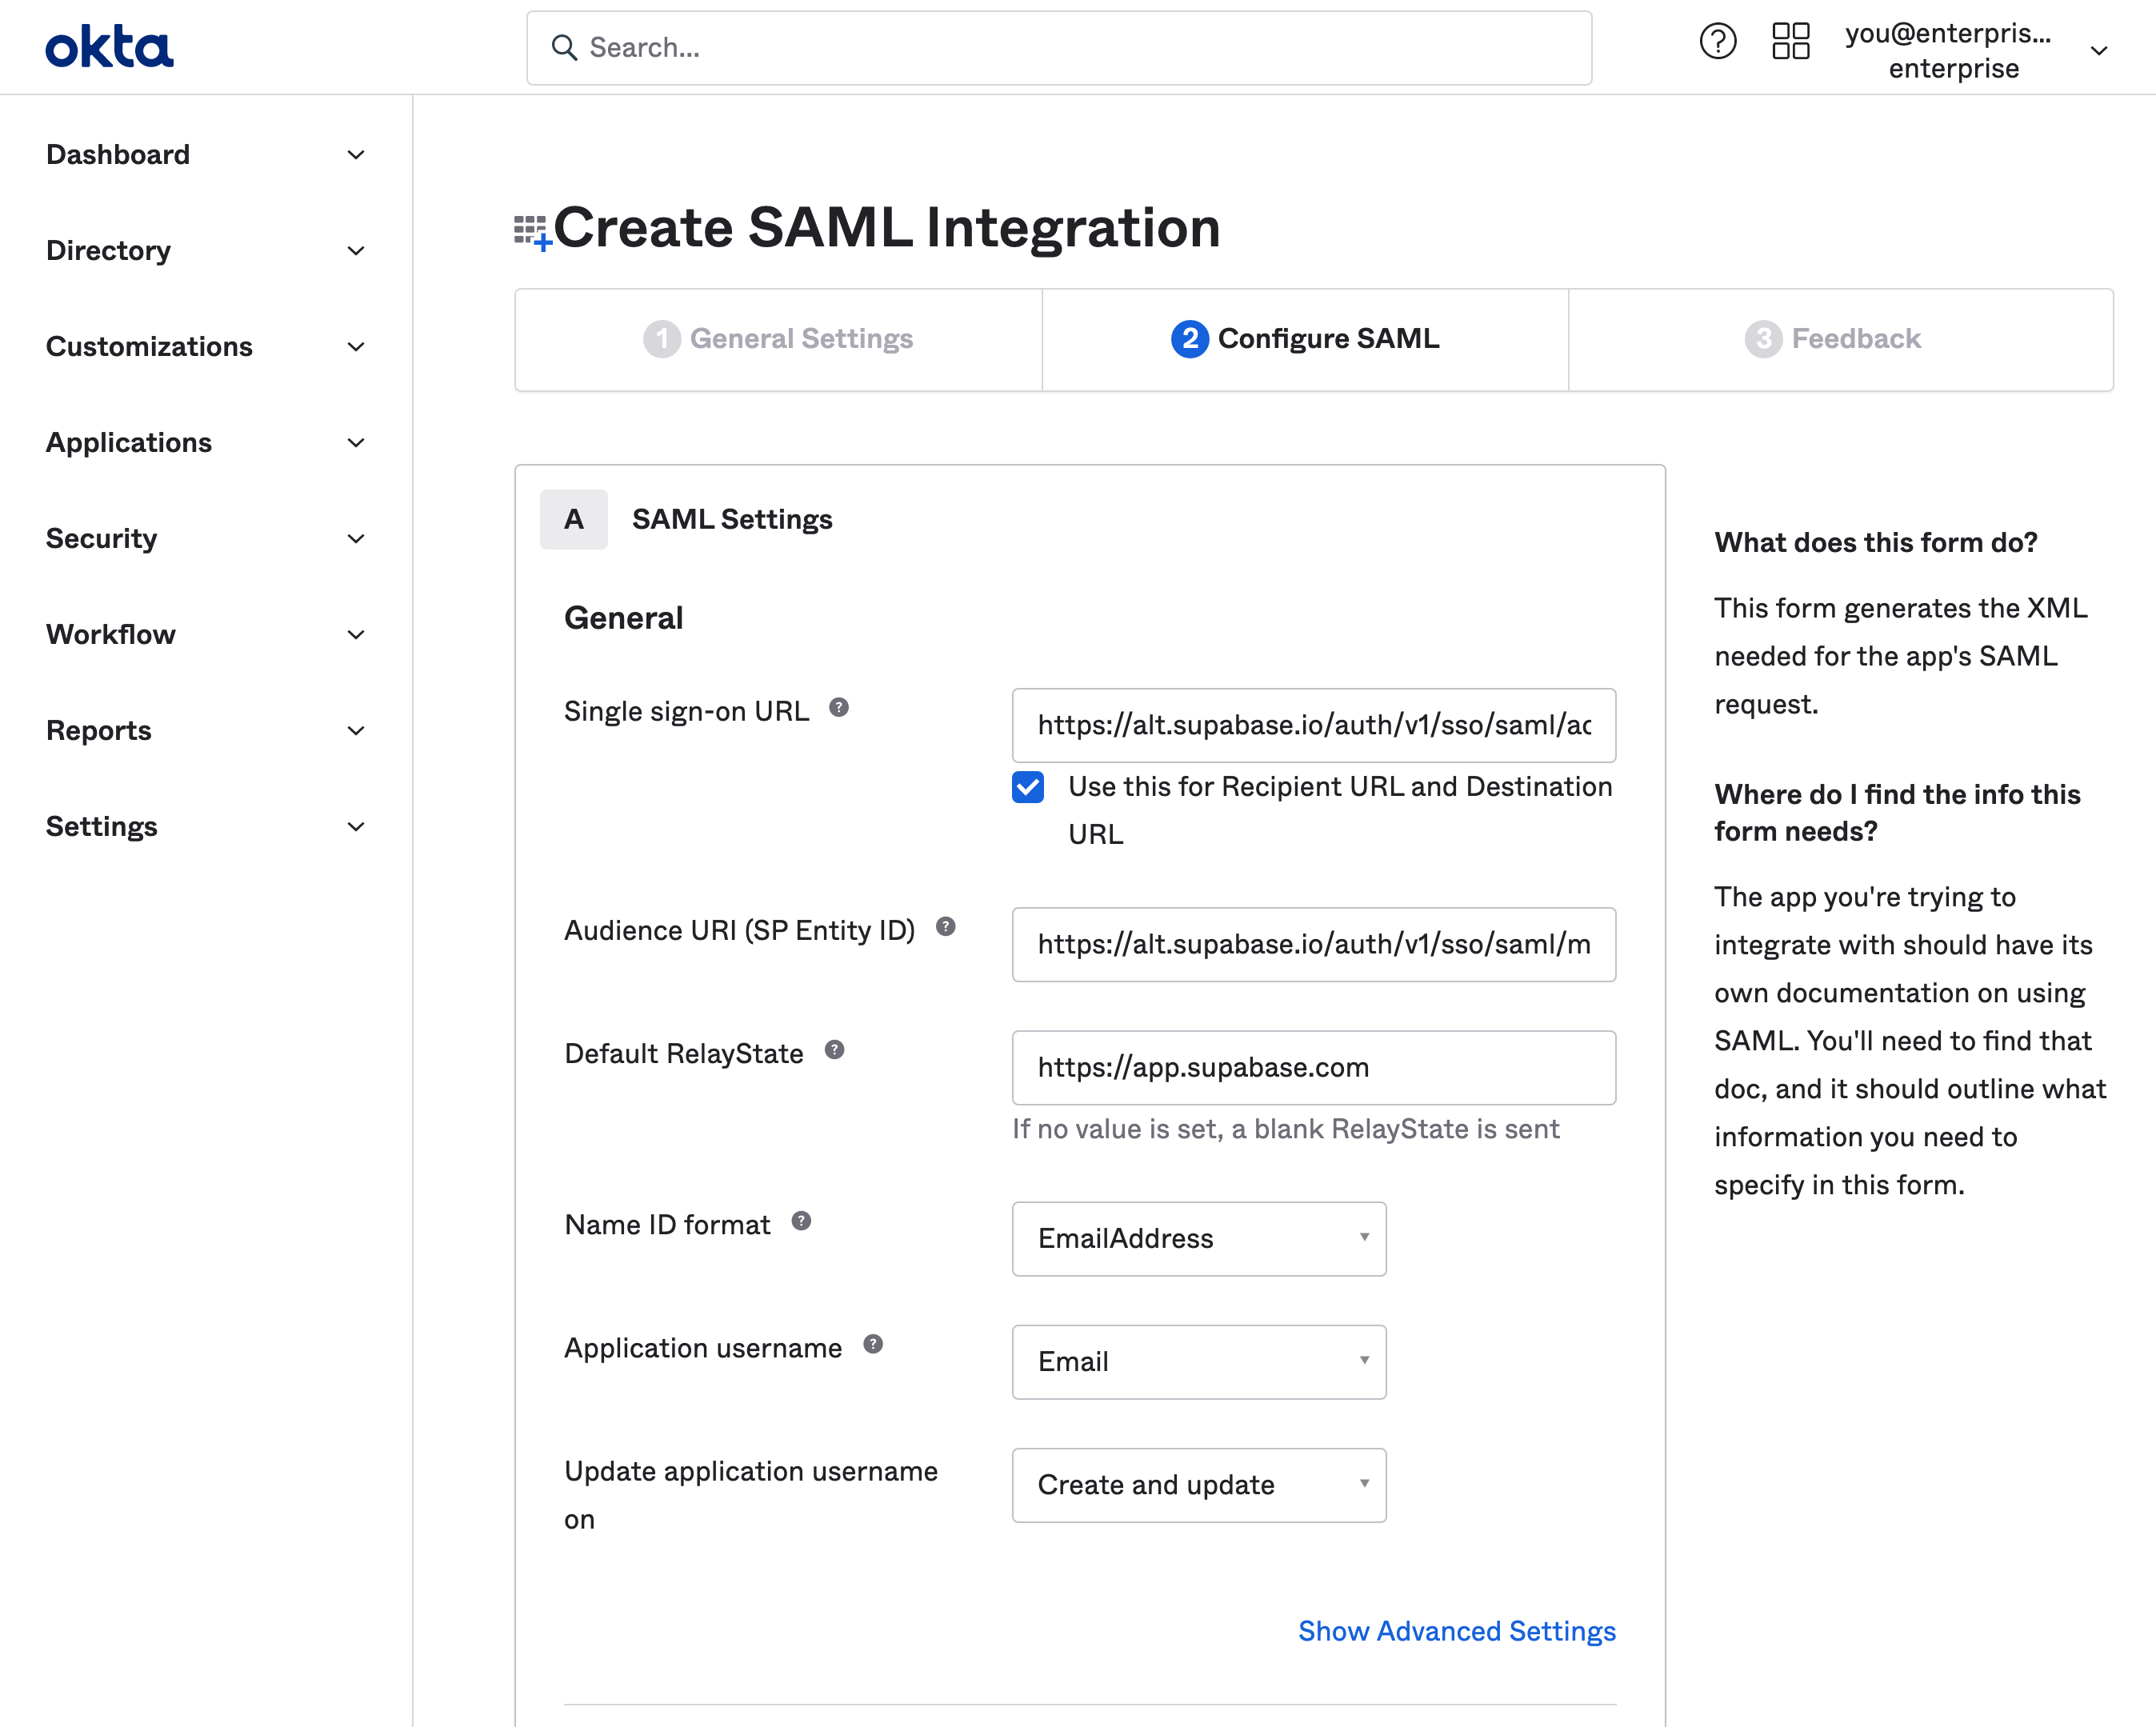 okta
Search...
you@enterpris...
enterprise
Dashboard
Directory
Customizations
Applications
Security
Workflow
Reports
Settings
Create SAML Integration
1 General Settings
2 Configure SAML
3 Feedback
A SAML Settings
General
Single sign-on URL ?
https://alt.supabase.io/auth/v1/sso/saml/ac
Use this for Recipient URL and Destination
URL
Audience URI (SP Entity ID) ?
https://alt.supabase.io/auth/v1/sso/saml/m
Default RelayState ?
https://app.supabase.com
If no value is set, a blank RelayState is sent
Name ID format ?
EmailAddress
Application username ?
Email
Update application username
on
Create and update
Show Advanced Settings
What does this form do?
This form generates the XML
needed for the app's SAML
request.
Where do I find the info this
form needs?
The app you're trying to
integrate with should have its
own documentation on using
SAML. You'll need to find that
doc, and it should outline what
information you need to
specify in this form.